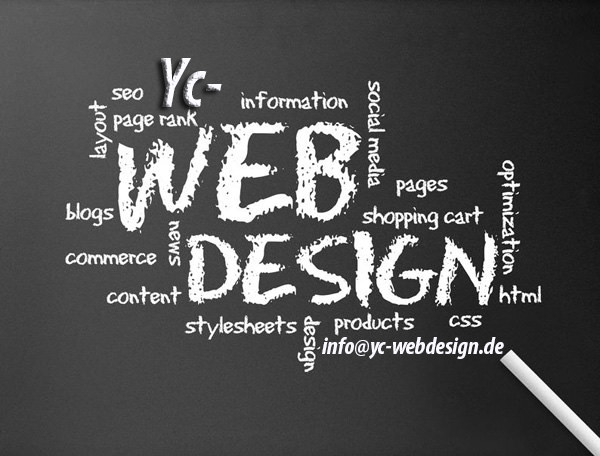 Yc-
seo
information
social media
layout
page rank
WEB
pages
optimization
blogs
news
shopping cart
commerce
DESIGN
content
html
stylesheets
design
products
css
info@yc-webdesign.de